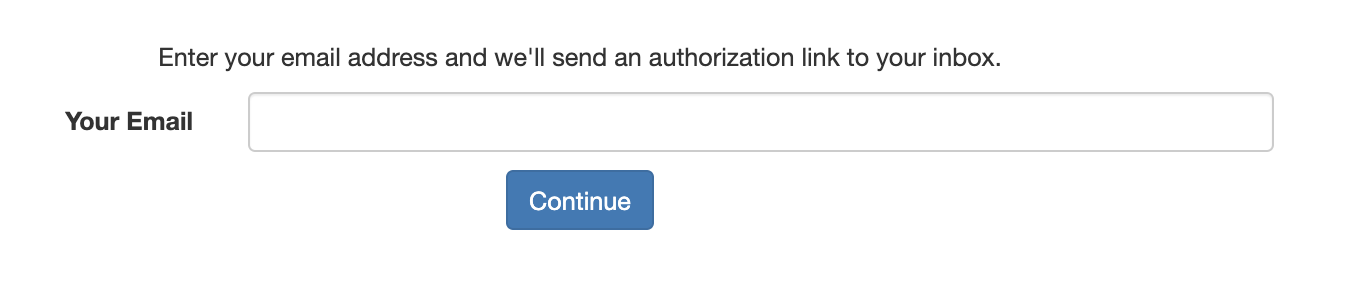 Enter your email address and we'll send an authorization link to your inbox.
Your Email
Continue